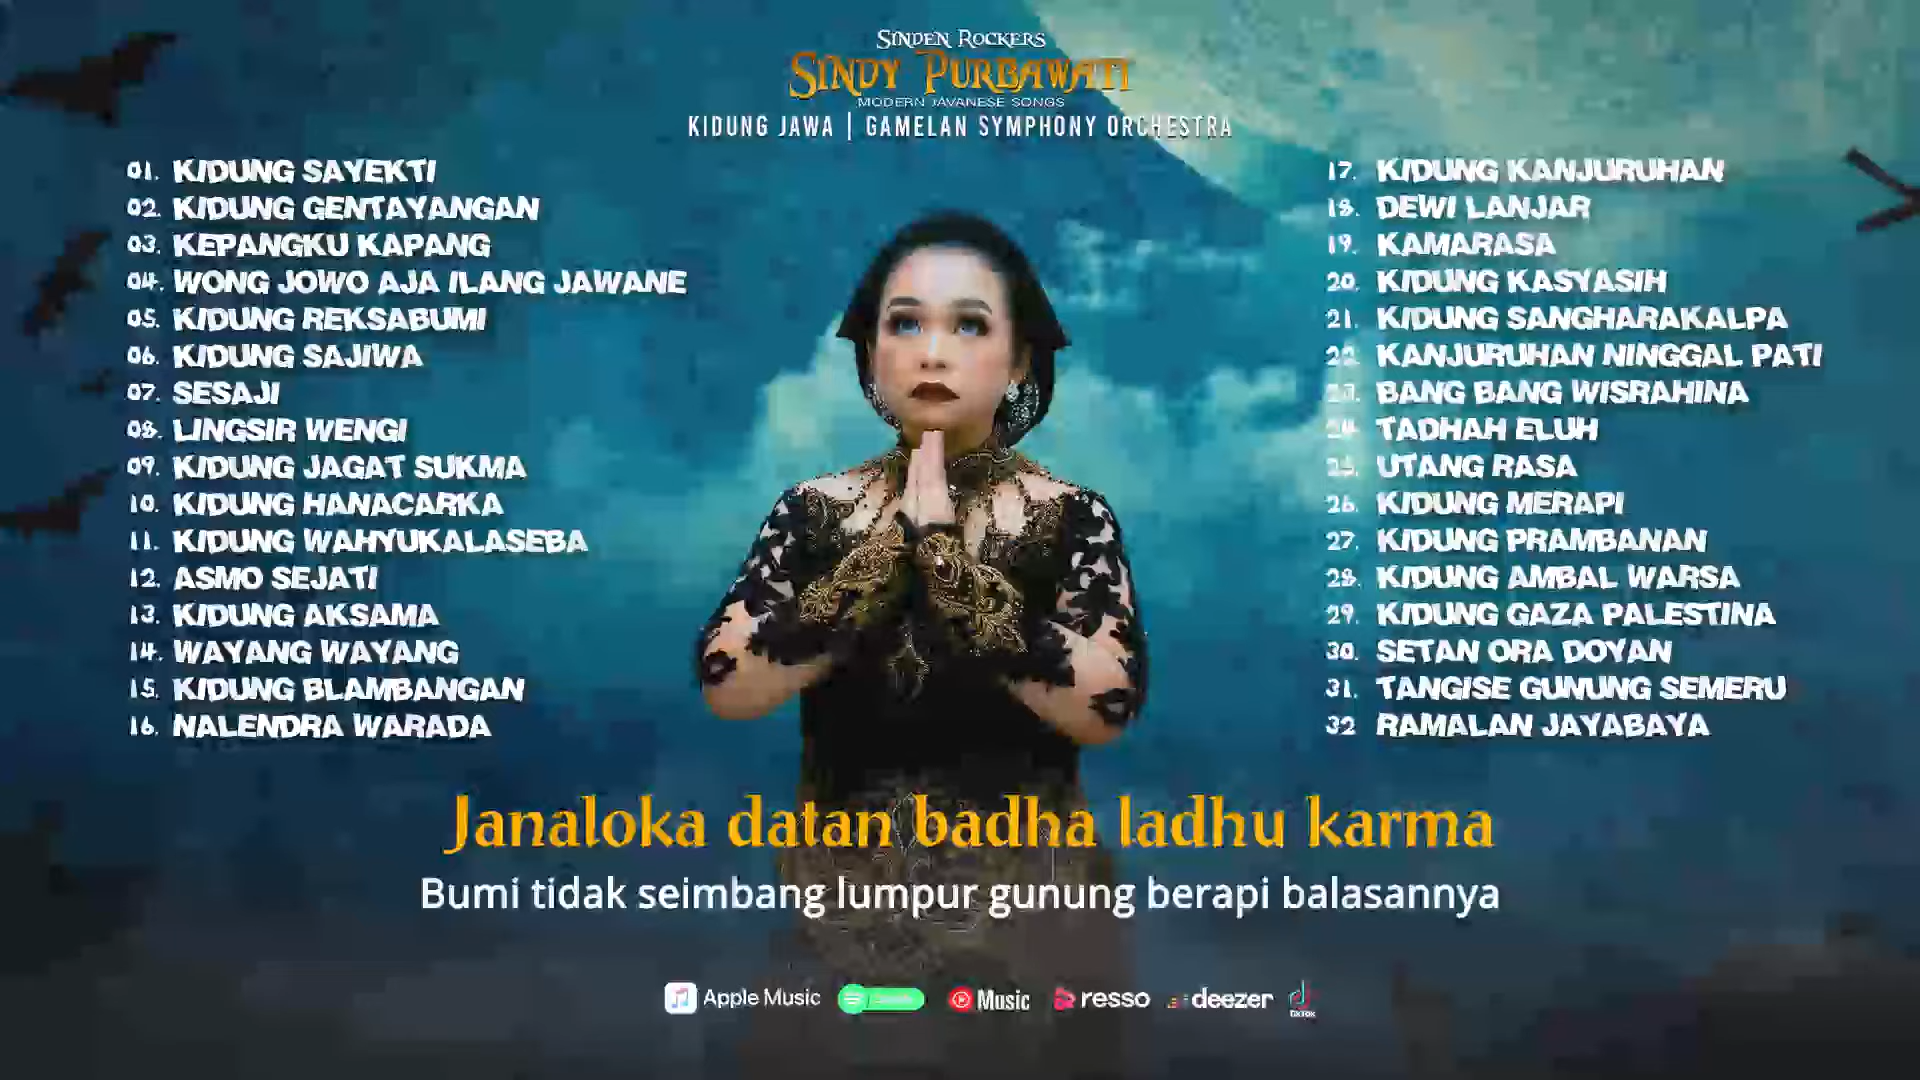 SINDEN ROCKERS
SINDY PURBAWATI
MODERN JAVANESE SONGS
KIDUNG JAWA | GAMELAN SYMPHONY ORCHESTRA
01. KIDUNG SAYEKTI
02. KIDUNG GENTAYANGAN
03. KEPANGKU KAPANG
04. WONG JOWO AJA ILANG JAWANE
05. KIDUNG REKSABUMI
06. KIDUNG SAJIWA
07. SESAJI
08. LINGSIR WENGI
09. KIDUNG JAGAT SUKMA
10. KIDUNG HANACARKA
11. KIDUNG WAHYUKALASEBA
12. ASMO SEJATI
13. KIDUNG AKSAMA
14. WAYANG WAYANG
15. KIDUNG BLAMBANGAN
16. NALENDRA WARADA
17. KIDUNG KANJURUHAN
18. DEWI LANJAR
19. KAMARASA
20. KIDUNG KASYASIH
21. KIDUNG SANGHARAKALPA
22. KANJURUHAN NINGGAL PATI
23. BANG BANG WISRAHINA
24. TADHAH ELUH
25. UTANG RASA
26. KIDUNG MERAPI
27. KIDUNG PRAMBANAN
28. KIDUNG AMBAL WARSA
29. KIDUNG GAZA PALESTINA
30. SETAN ORA DOYAN
31. TANGISE GUNUNG SEMERU
32 RAMALAN JAYABAYA
Janaloka datan badha ladhu karma
Bumi tidak seimbang lumpur gunung berapi balasannya
Apple Music Music resso deezer TikTok